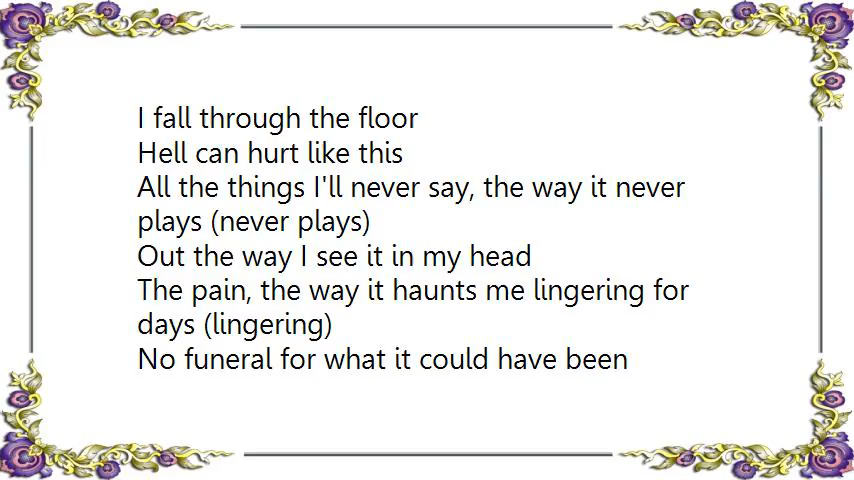 I fall through the floor
Hell can hurt like this
All the things I'll never say, the way it never
plays (never plays)
Out the way I see it in my head
The pain, the way it haunts me lingering for
days (lingering)
No funeral for what it could have been